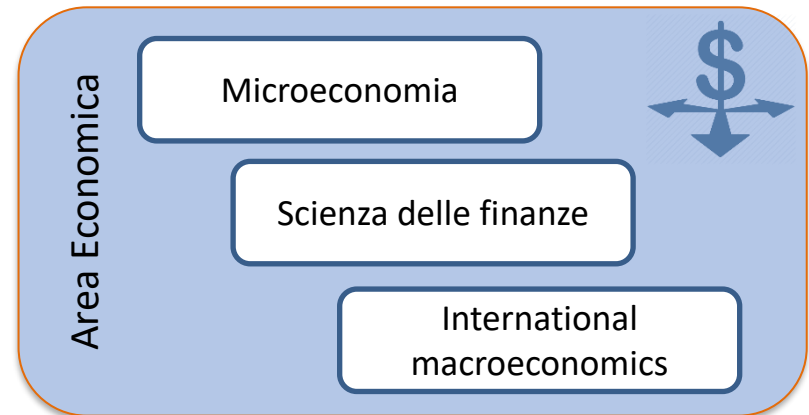 Area Economica
Microeconomia
Scienza delle finanze
International
macroeconomics
$